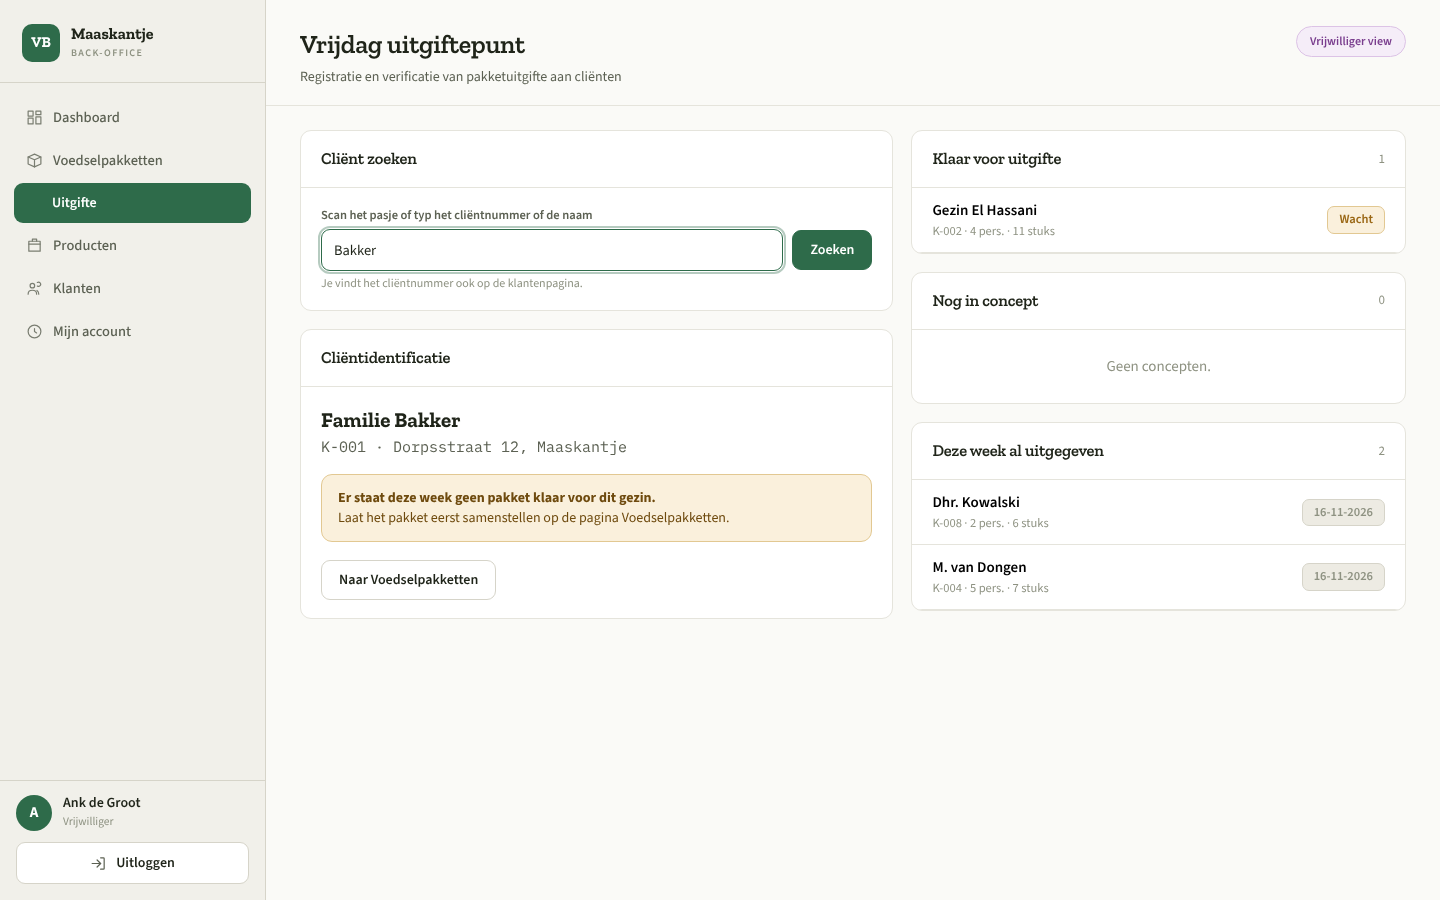 VB
Maaskantje
BACK-OFFICE
Dashboard
Voedselpakketten
Uitgifte
Producten
Klanten
Mijn account
Ank de Groot
A
Vrijwilliger
Uitloggen
Vrijdag uitgiftepunt
Registratie en verificatie van pakketuitgifte aan cliënten
Vrijwilliger view
Cliënt zoeken
Scan het pasje of typ het cliëntnummer of de naam
Bakker
Zoeken
Je vindt het cliëntnummer ook op de klantenpagina.
Cliëntidentificatie
Familie Bakker
K-001 · Dorpsstraat 12, Maaskantje
Er staat deze week geen pakket klaar voor dit gezin.
Laat het pakket eerst samenstellen op de pagina Voedselpakketten.
Naar Voedselpakketten
Klaar voor uitgifte 1
Gezin El Hassani
K-002 · 4 pers. · 11 stuks
Wacht
Nog in concept 0
Geen concepten.
Deze week al uitgegeven 2
Dhr. Kowalski
K-008 · 2 pers. · 6 stuks
16-11-2026
M. van Dongen
K-004 · 5 pers. · 7 stuks
16-11-2026